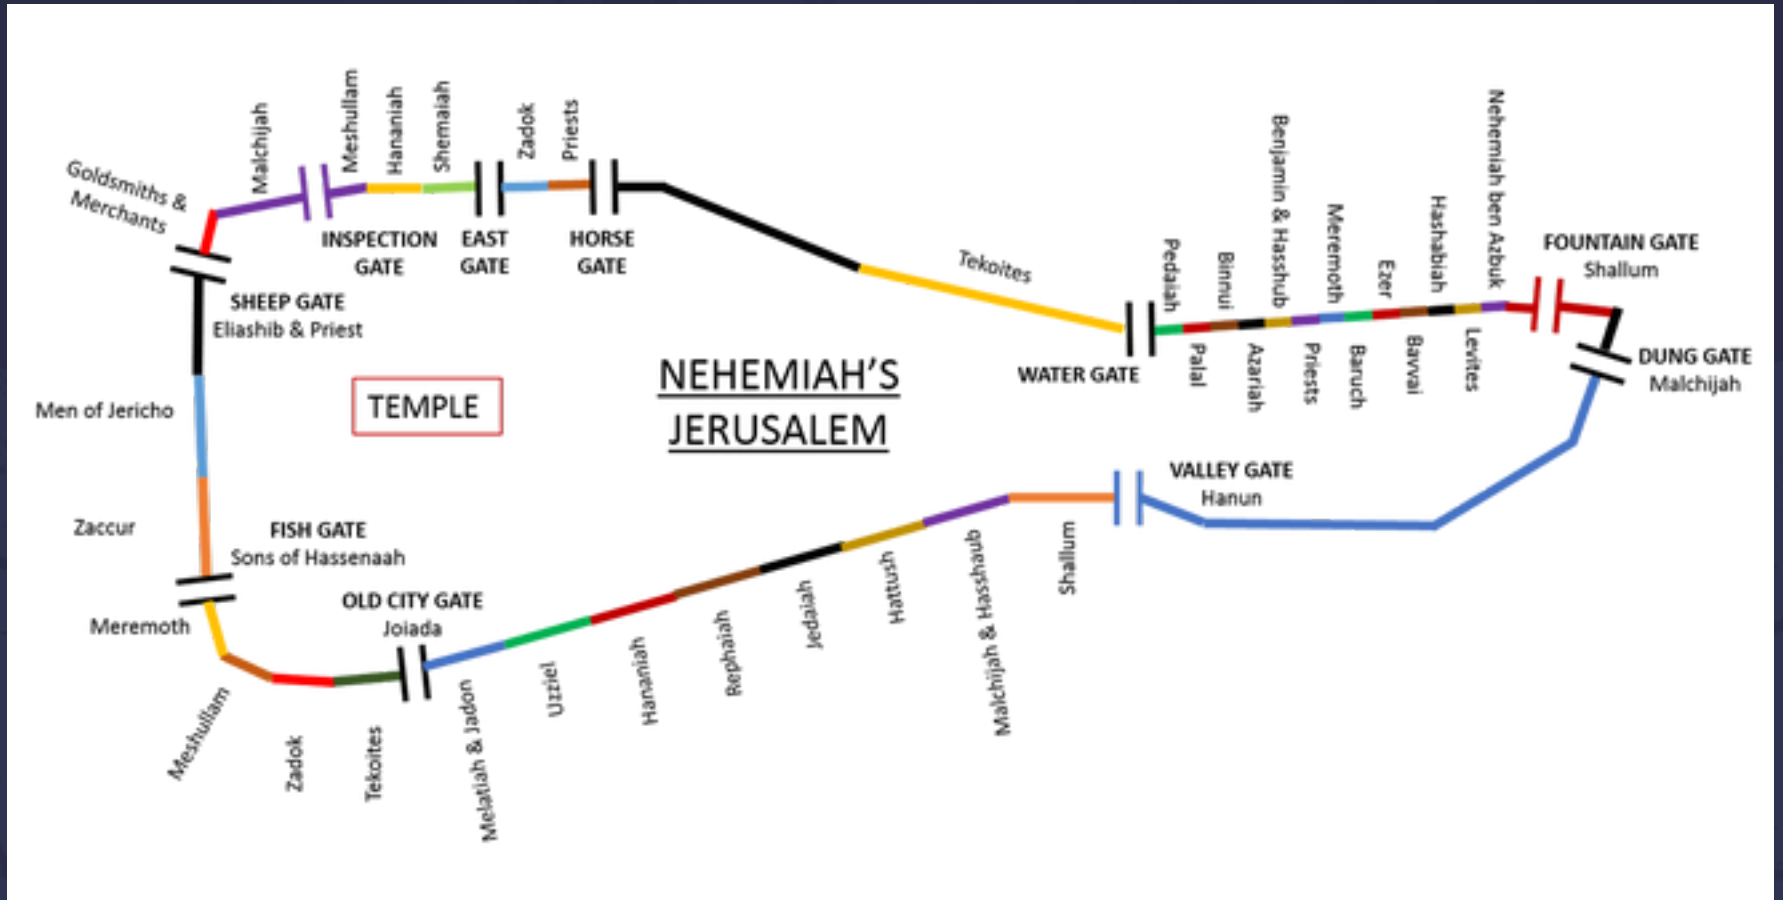 Goldsmiths &
Merchants
Malchijah
Meshullam
Hananiah
Shemaiah
Zadok
Priests
INSPECTION
GATE
EAST
GATE
HORSE
GATE
SHEEP GATE
Eliashib & Priest
Tekoites
Pedaiah
Binnui
Benjamin & Hasshub
Meremoth
Ezer
Hashabiah
Nehemiah ben Azbuk
FOUNTAIN GATE
Shallum
WATER GATE
Palal
Azariah
Priests
Baruch
Bavvai
Levites
DUNG GATE
Malchijah
NEHEMIAH'S
JERUSALEM
TEMPLE
Men of Jericho
Zaccur
FISH GATE
Sons of Hassenaah
VALLEY GATE
Hanun
OLD CITY GATE
Joiada
Meremoth
Meshullam
Zadok
Tekoites
Melatiah & Jadon
Uzziel
Hananiah
Rephaiah
Jedaiah
Hattush
Malchijah & Hasshaub
Shallum